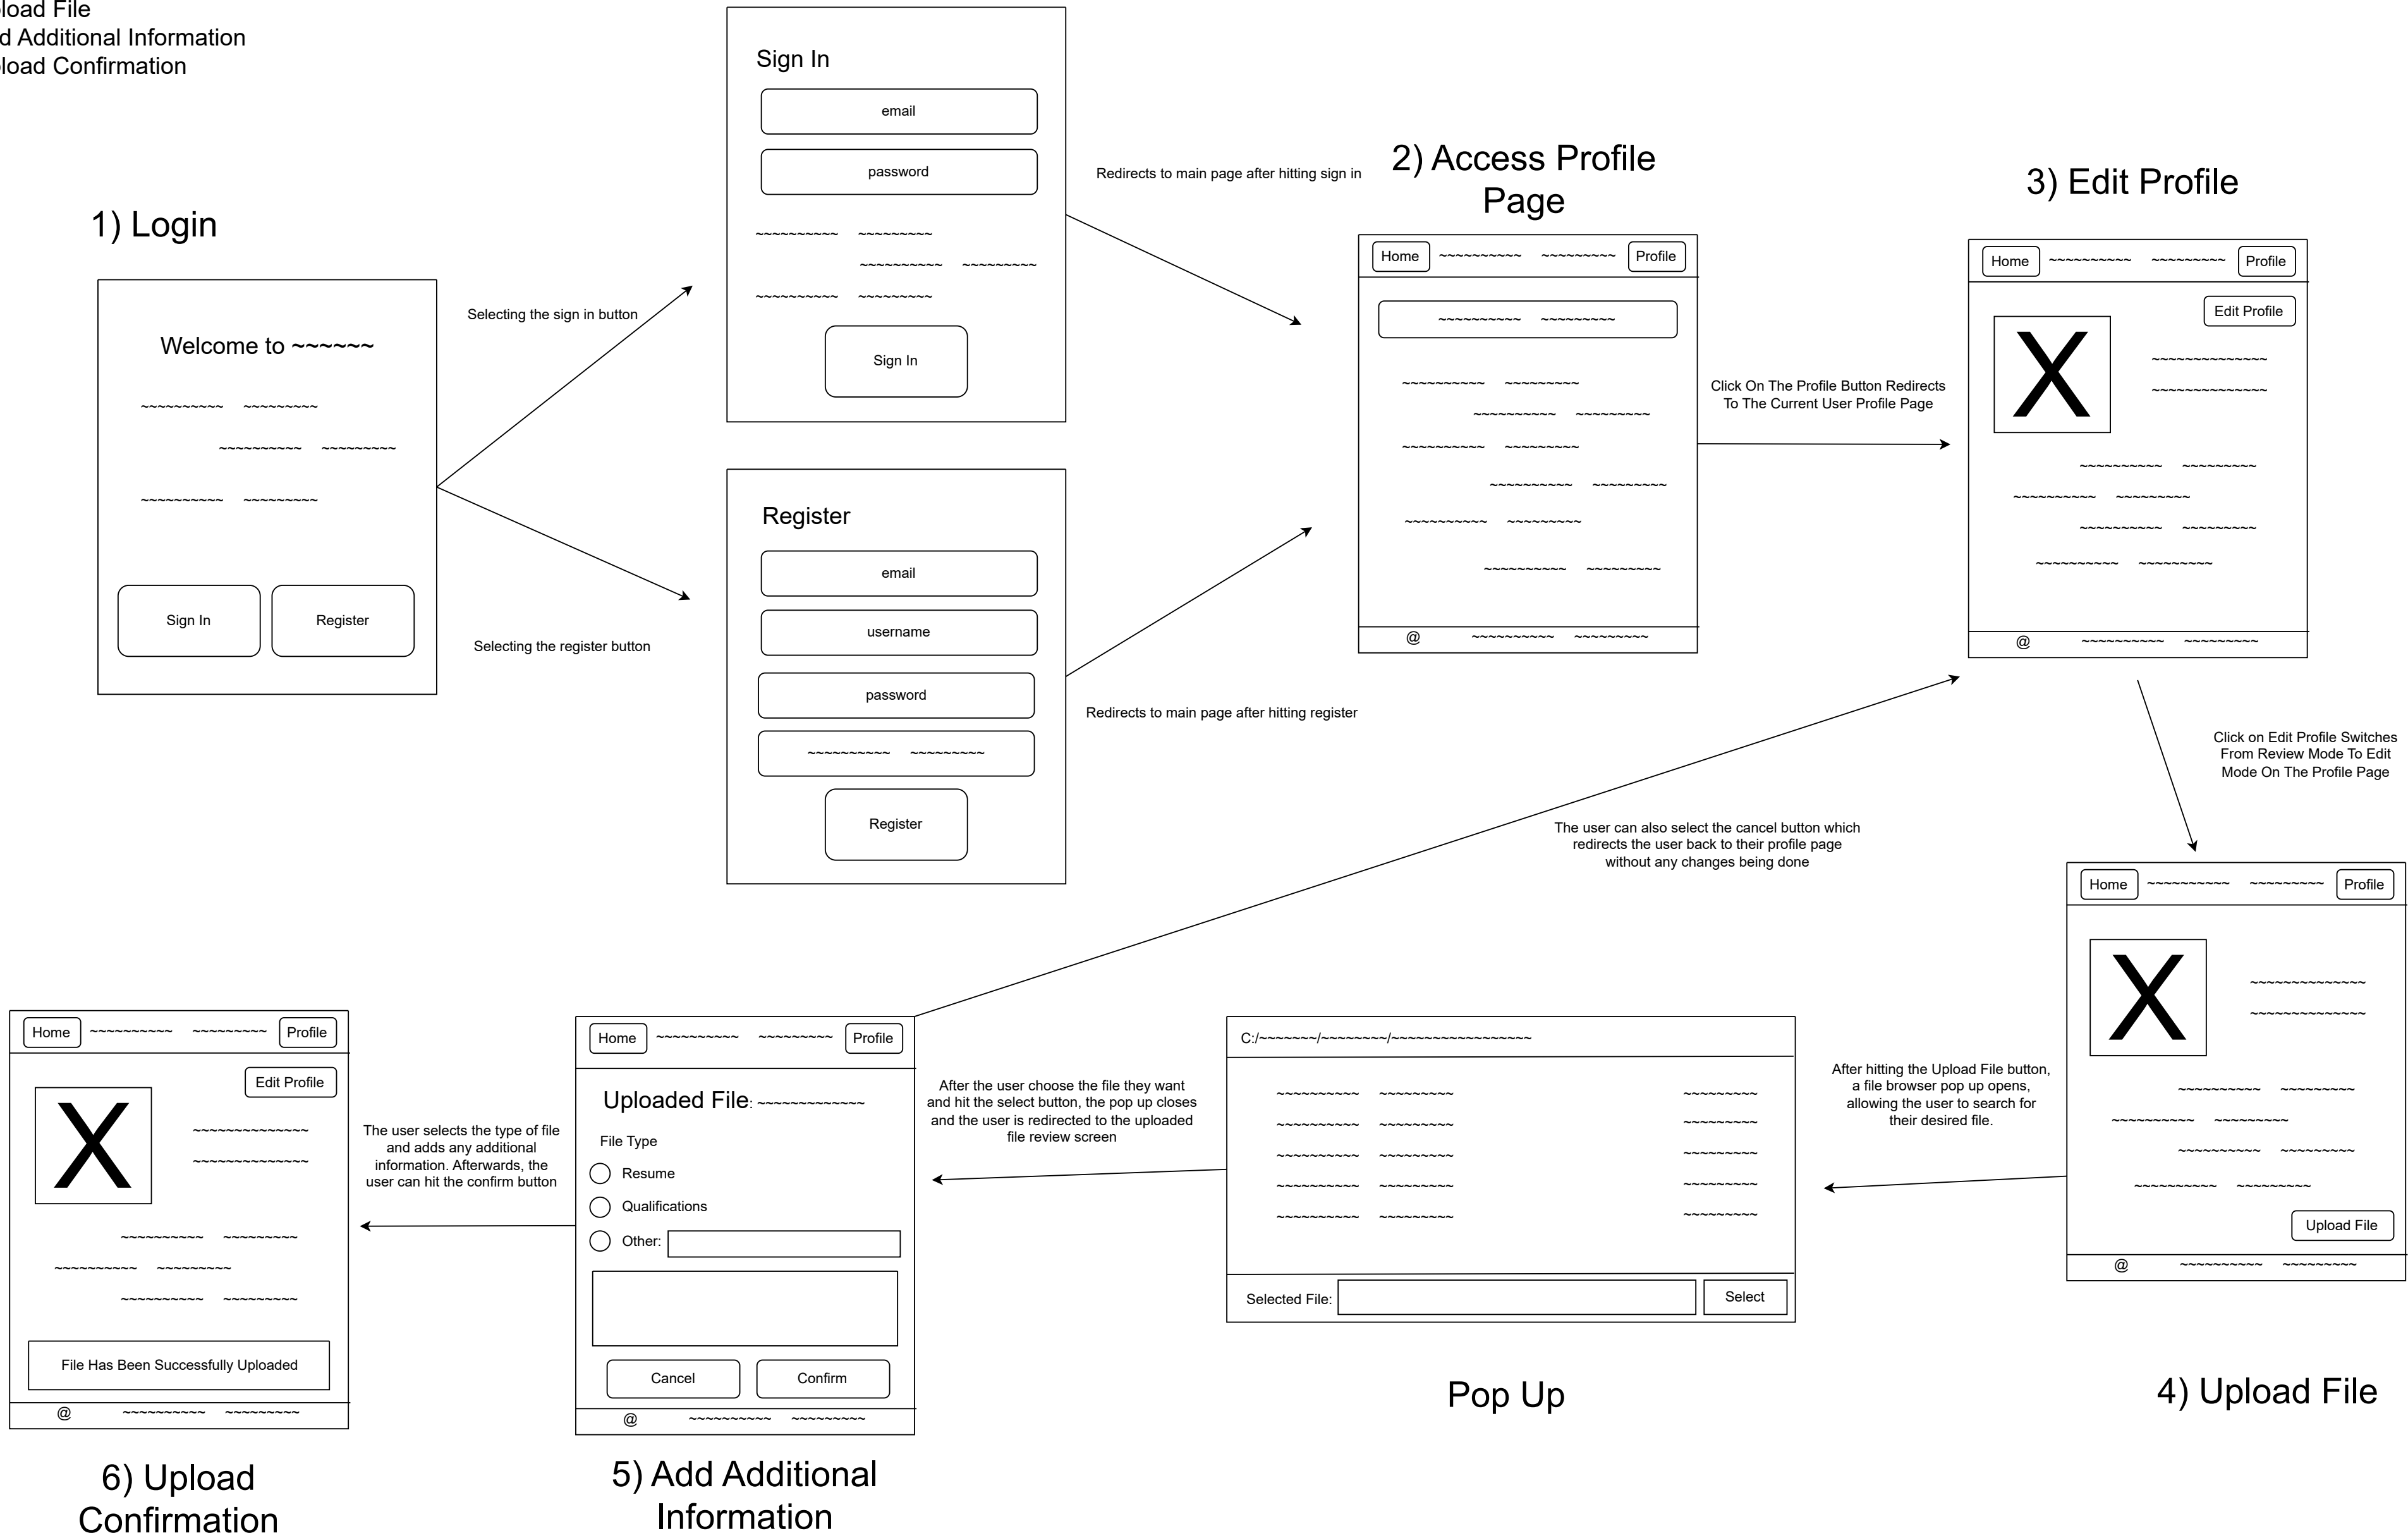 load File
d Additional Information
load Confirmation
1) Login
Welcome to ~~~~~~
~~~~~~~~~~ ~~~~~~~~~
~~~~~~~~~~ ~~~~~~~~~
~~~~~~~~~~ ~~~~~~~~~
Sign In
Register
Selecting the sign in button
Selecting the register button
Sign In
email
password
~~~~~~~~~~ ~~~~~~~~~
~~~~~~~~~~ ~~~~~~~~~
~~~~~~~~~~ ~~~~~~~~~
Sign In
Redirects to main page after hitting sign in
Register
email
username
password
~~~~~~~~~~ ~~~~~~~~~
Register
Redirects to main page after hitting register
2) Access Profile
Page
Home ~~~~~~~~~~ ~~~~~~~~~ Profile
~~~~~~~~~~ ~~~~~~~~~
~~~~~~~~~~ ~~~~~~~~~
~~~~~~~~~~ ~~~~~~~~~
~~~~~~~~~~ ~~~~~~~~~
~~~~~~~~~~ ~~~~~~~~~
~~~~~~~~~~ ~~~~~~~~~
~~~~~~~~~~ ~~~~~~~~~
@ ~~~~~~~~~~ ~~~~~~~~~
Click On The Profile Button Redirects
To The Current User Profile Page
3) Edit Profile
Home ~~~~~~~~~~ ~~~~~~~~~ Profile
Edit Profile
X
~~~~~~~~~~~~~~
~~~~~~~~~~~~~~
~~~~~~~~~~ ~~~~~~~~~
~~~~~~~~~~ ~~~~~~~~~
~~~~~~~~~~ ~~~~~~~~~
~~~~~~~~~~ ~~~~~~~~~
@ ~~~~~~~~~~ ~~~~~~~~~
Click on Edit Profile Switches
From Review Mode To Edit
Mode On The Profile Page
The user can also select the cancel button which
redirects the user back to their profile page
without any changes being done
Home ~~~~~~~~~~ ~~~~~~~~~ Profile
X
~~~~~~~~~~~~~~
~~~~~~~~~~~~~~
~~~~~~~~~~ ~~~~~~~~~
~~~~~~~~~~ ~~~~~~~~~
~~~~~~~~~~ ~~~~~~~~~
~~~~~~~~~~ ~~~~~~~~~
Upload File
@ ~~~~~~~~~~ ~~~~~~~~~
4) Upload File
After hitting the Upload File button,
a file browser pop up opens,
allowing the user to search for
their desired file.
C:/~~~~~~~/~~~~~~~~/~~~~~~~~~~~~~~~~~
~~~~~~~~~~ ~~~~~~~~~ ~~~~~~~~~
~~~~~~~~~~ ~~~~~~~~~ ~~~~~~~~~
~~~~~~~~~~ ~~~~~~~~~ ~~~~~~~~~
~~~~~~~~~~ ~~~~~~~~~ ~~~~~~~~~
~~~~~~~~~~ ~~~~~~~~~ ~~~~~~~~~
Selected File:
Select
Pop Up
After the user choose the file they want
and hit the select button, the pop up closes
and the user is redirected to the uploaded
file review screen
Home ~~~~~~~~~~ ~~~~~~~~~ Profile
Uploaded File: ~~~~~~~~~~~~~
File Type
Resume
Qualifications
Other:
Cancel
Confirm
@ ~~~~~~~~~~ ~~~~~~~~~
5) Add Additional
Information
The user selects the type of file
and adds any additional
information. Afterwards, the
user can hit the confirm button
Home ~~~~~~~~~~ ~~~~~~~~~ Profile
Edit Profile
X
~~~~~~~~~~~~~~
~~~~~~~~~~~~~~
~~~~~~~~~~ ~~~~~~~~~
~~~~~~~~~~ ~~~~~~~~~
~~~~~~~~~~ ~~~~~~~~~
File Has Been Successfully Uploaded
@ ~~~~~~~~~~ ~~~~~~~~~
6) Upload
Confirmation